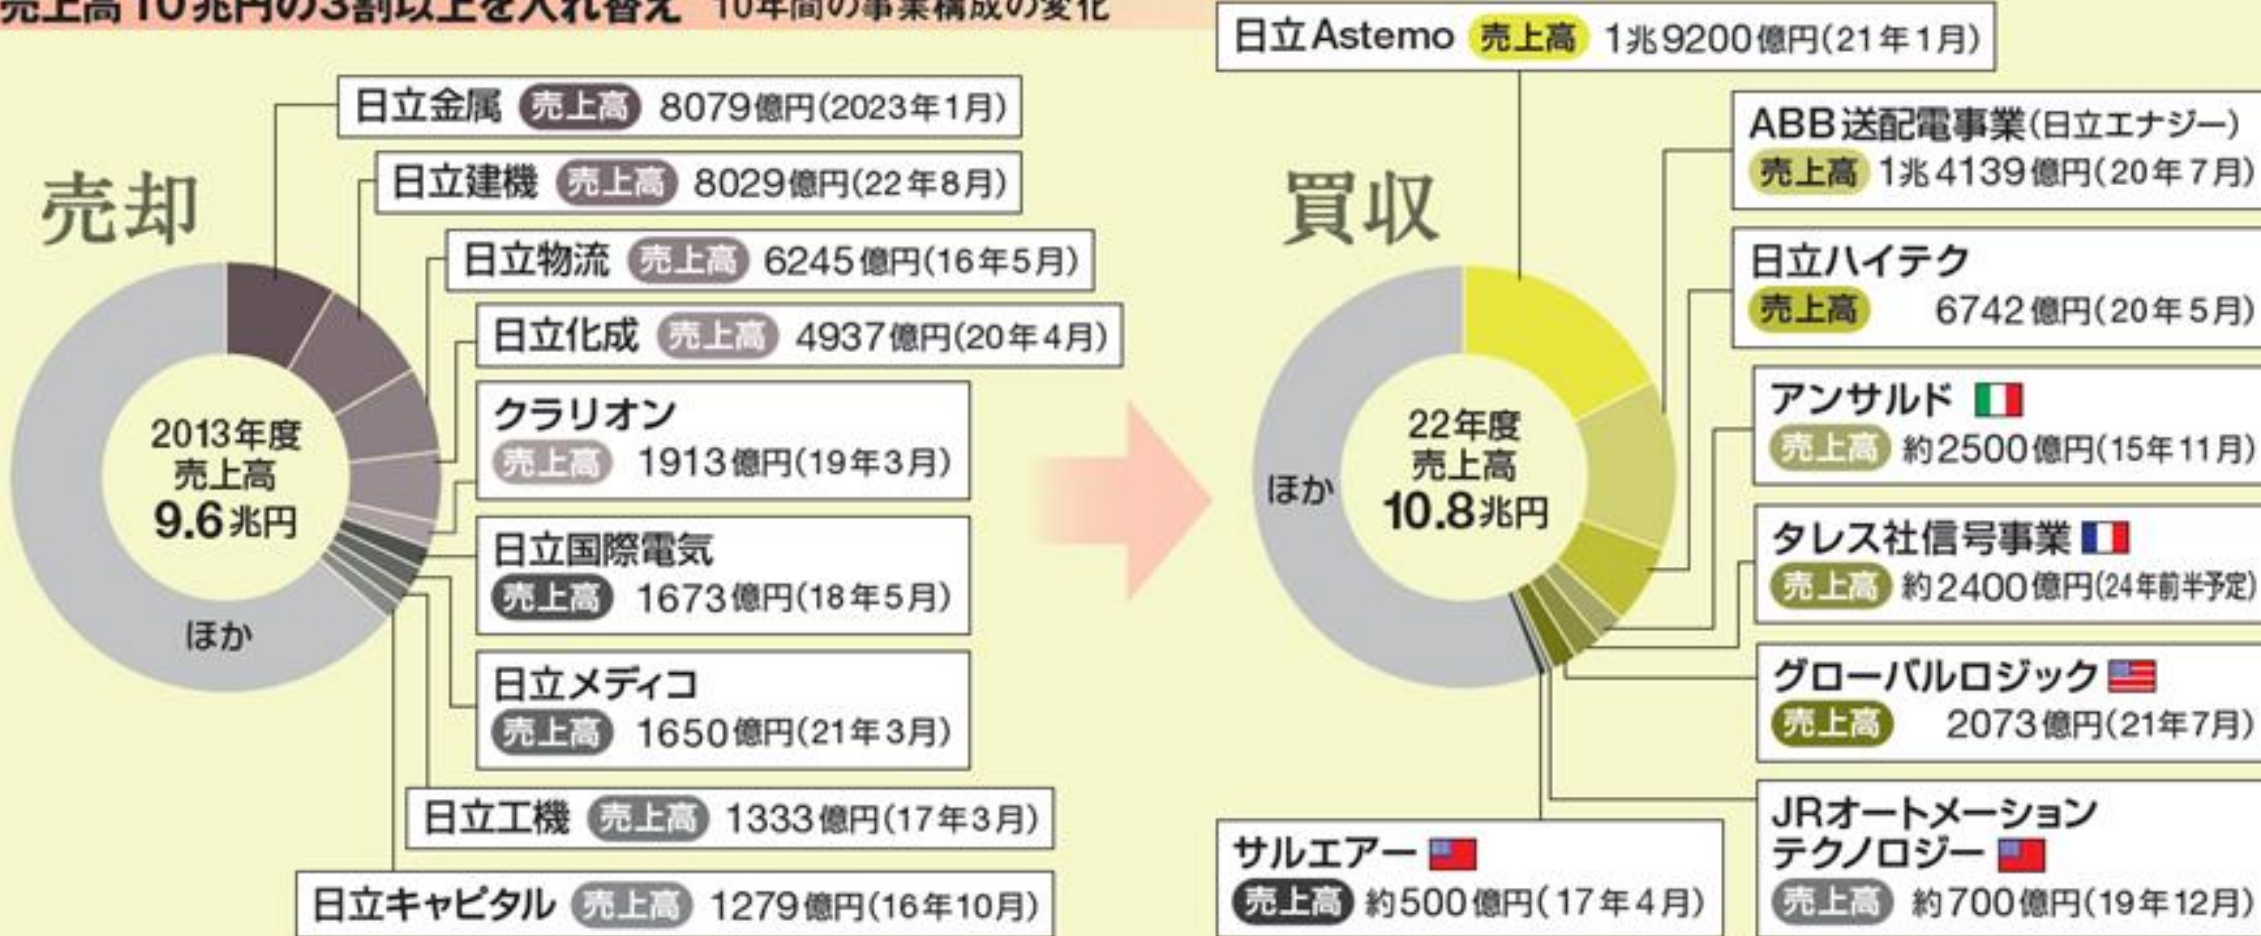 売上高10兆円の3割以上を入れ替え 10年間の事業構成の変化
売却
日立金属 売上高 8079億円(2023年1月)
日立建機 売上高 8029億円(22年8月)
日立物流 売上高 6245億円(16年5月)
日立化成 売上高 4937億円(20年4月)
クラリオン
売上高 1913億円(19年3月)
日立国際電気
売上高 1673億円(18年5月)
日立メディコ
売上高 1650億円(21年3月)
日立工機 売上高 1333億円(17年3月)
日立キャピタル 売上高 1279億円(16年10月)
2013年度
売上高
9.6兆円
ほか
買収
日立Astemo 売上高 1兆9200億円(21年1月)
ABB送配電事業(日立エナジー)
売上高 1兆4139億円(20年7月)
日立ハイテク
売上高 6742億円(20年5月)
アンサルド
売上高 約2500億円(15年11月)
タレス社信号事業
売上高 約2400億円(24年前半予定)
グローバルロジック
売上高 2073億円(21年7月)
JRオートメーション
テクノロジー
売上高 約700億円(19年12月)
サルエアー
売上高 約500億円(17年4月)
22年度
売上高
10.8兆円
ほか